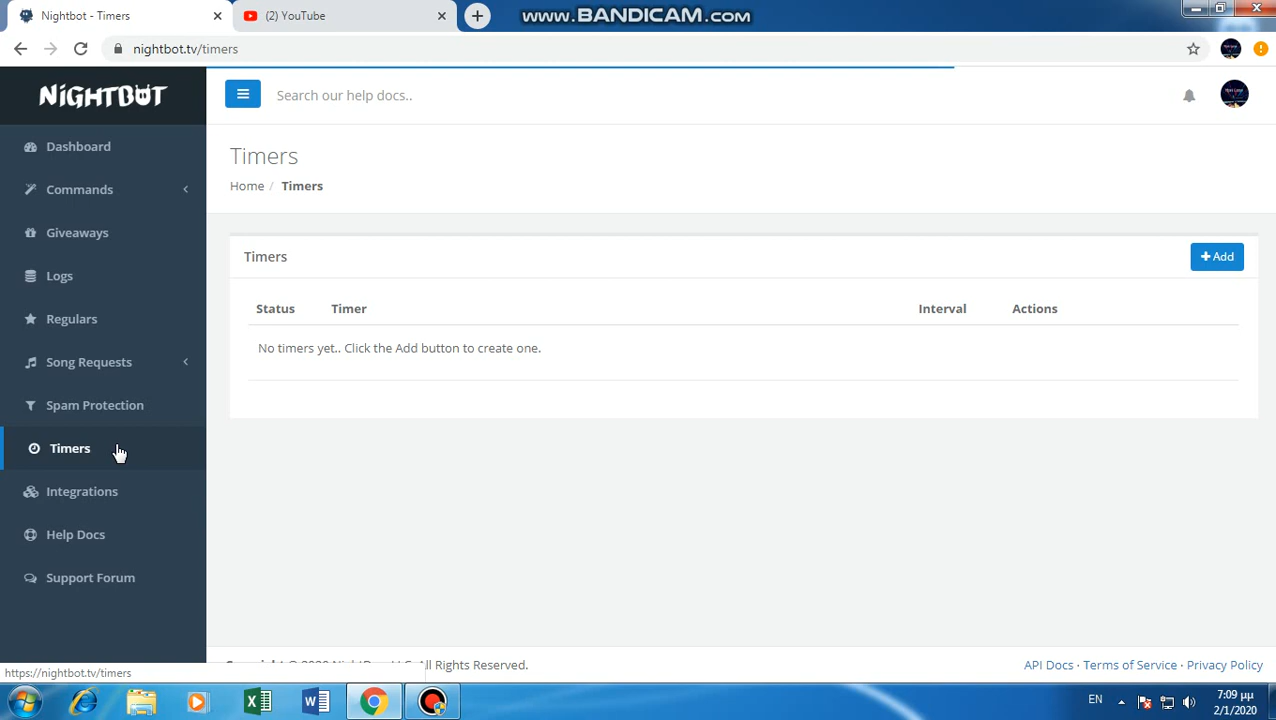 Nightbot - Timers
(2) YouTube
www.BANDICAM.com
nightbot.tv/timers
NIGHTBOT
Search our help docs..
Dashboard
Commands
Giveaways
Logs
Regulars
Song Requests
Spam Protection
Timers
Integrations
Help Docs
Support Forum
Timers
Home / Timers
Timers
+ Add
Status Timer Interval Actions
No timers yet.. Click the Add button to create one.
All Rights Reserved.
API Docs · Terms of Service · Privacy Policy
https://nightbot.tv/timers
EN
7:09 μμ
2/1/2020